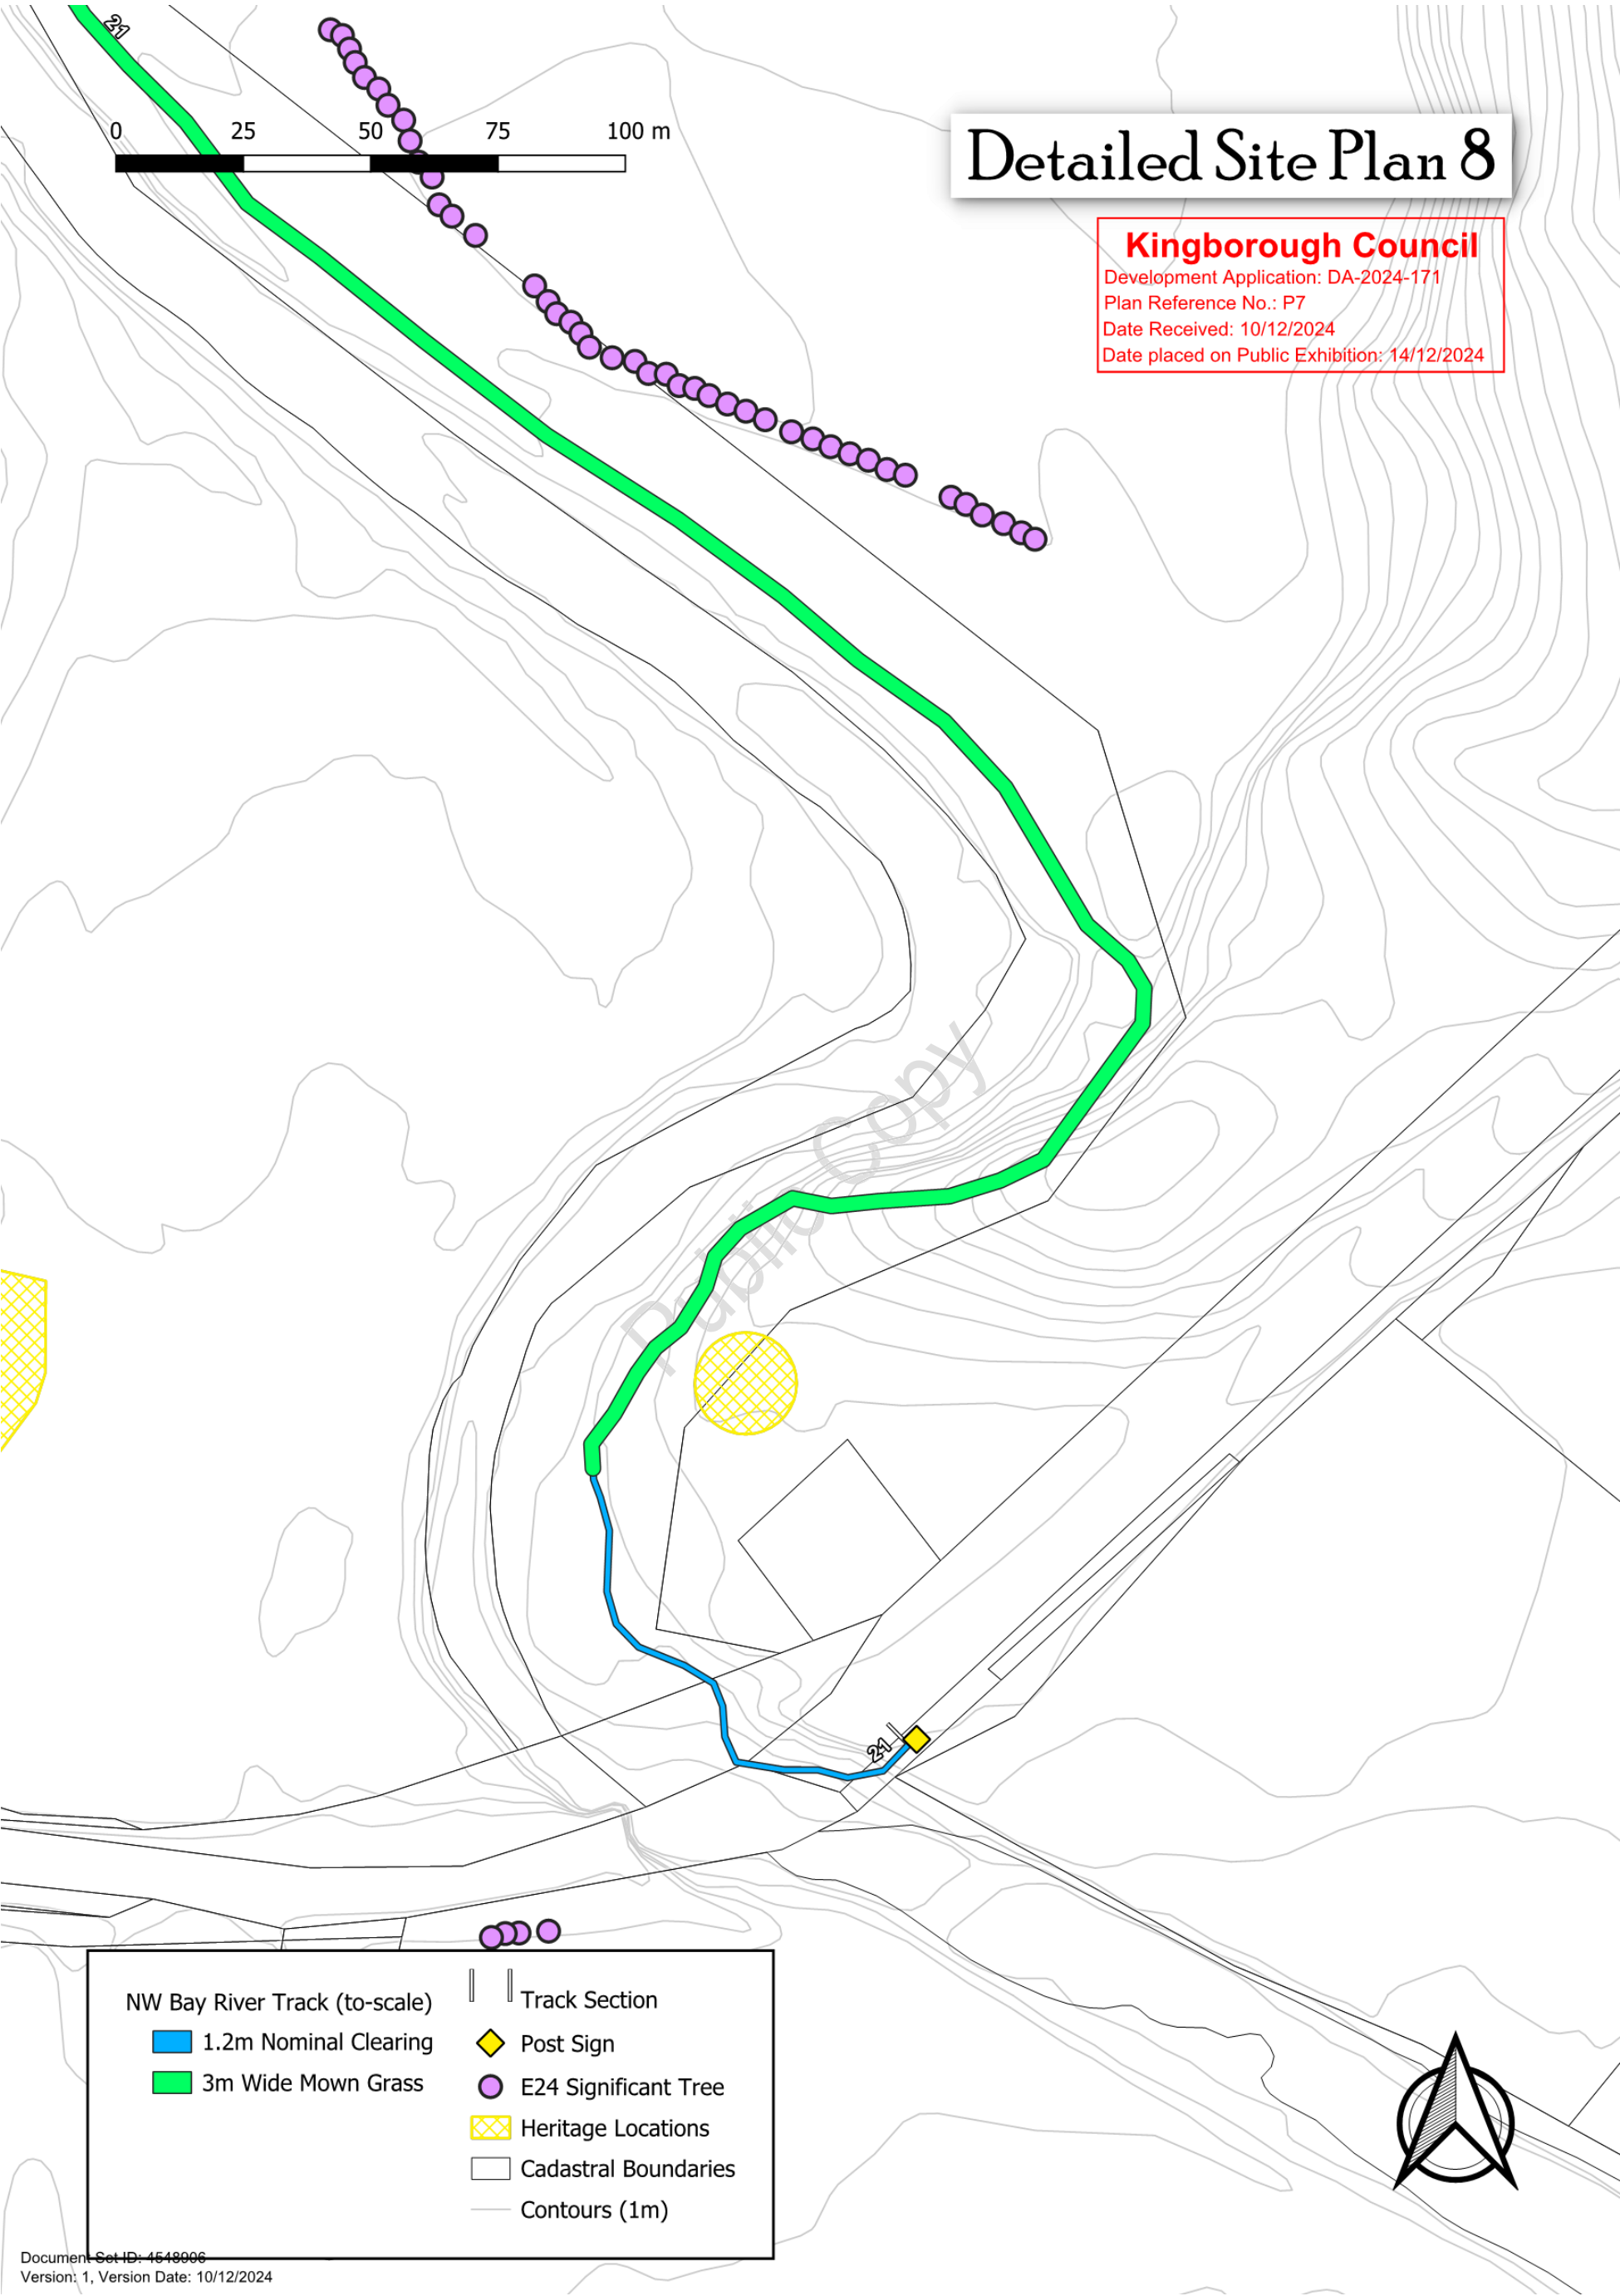 21
0 25 50 75 100 m
Detailed Site Plan 8
Kingborough Council
Development Application: DA-2024-171
Plan Reference No.: P7
Date Received: 10/12/2024
Date placed on Public Exhibition: 14/12/2024
Public Copy
21
NW Bay River Track (to-scale)
1.2m Nominal Clearing
3m Wide Mown Grass
Track Section
Post Sign
E24 Significant Tree
Heritage Locations
Cadastral Boundaries
Contours (1m)
Document Set ID: 4548906
Version: 1, Version Date: 10/12/2024